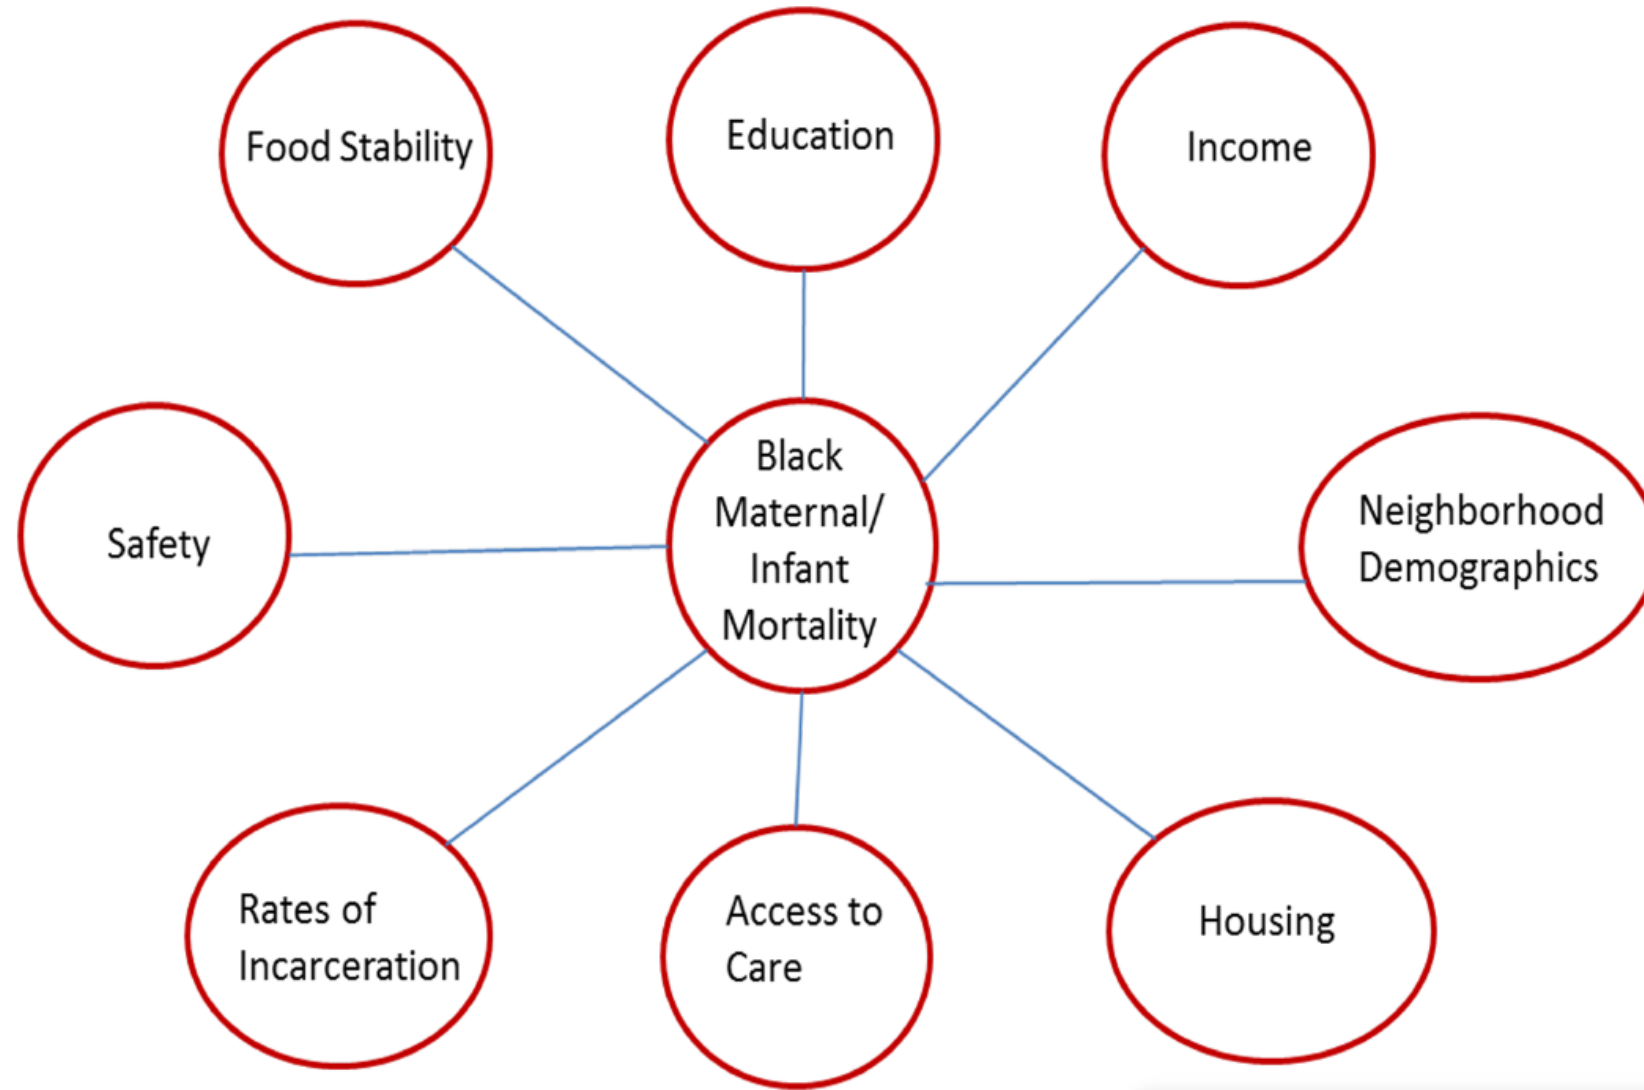 Food Stability
Education
Income
Safety
Black
Maternal/
Infant
Mortality
Neighborhood
Demographics
Rates of
Incarceration
Access to
Care
Housing